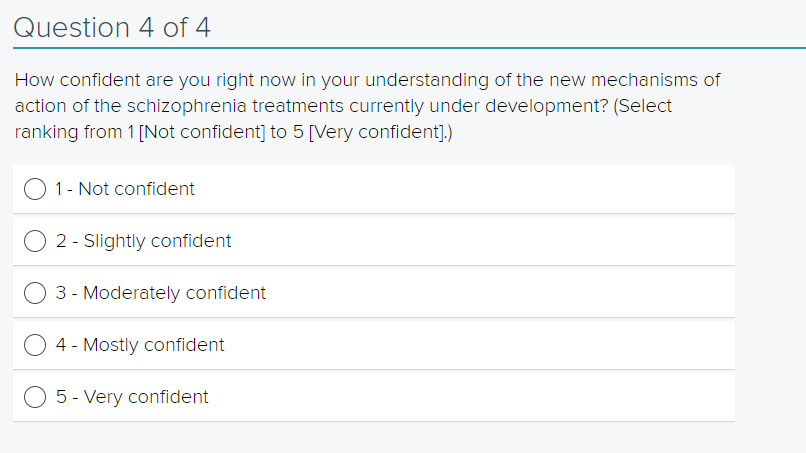 Question 4 of 4
How confident are you right now in your understanding of the new mechanisms of
action of the schizophrenia treatments currently under development? (Select
ranking from 1 [Not confident] to 5 [Very confident].)
1 - Not confident
2 - Slightly confident
3 - Moderately confident
4 - Mostly confident
5 - Very confident